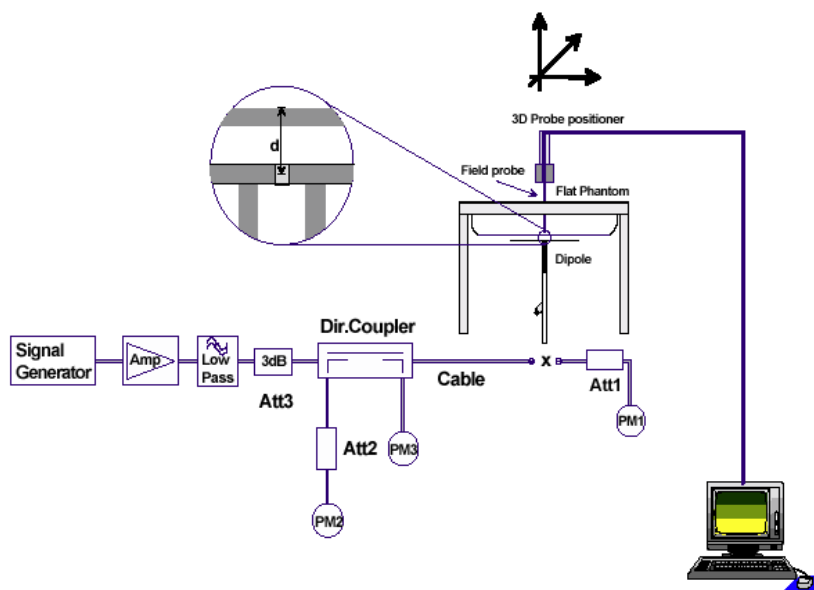 3D Probe positioner
d
Field probe
Flat Phantom
Dipole
Dir.Coupler
Signal
Generator
Amp
Low
Pass
3dB
Att3
Cable
x
Att1
PM1
Att2
PM3
PM2